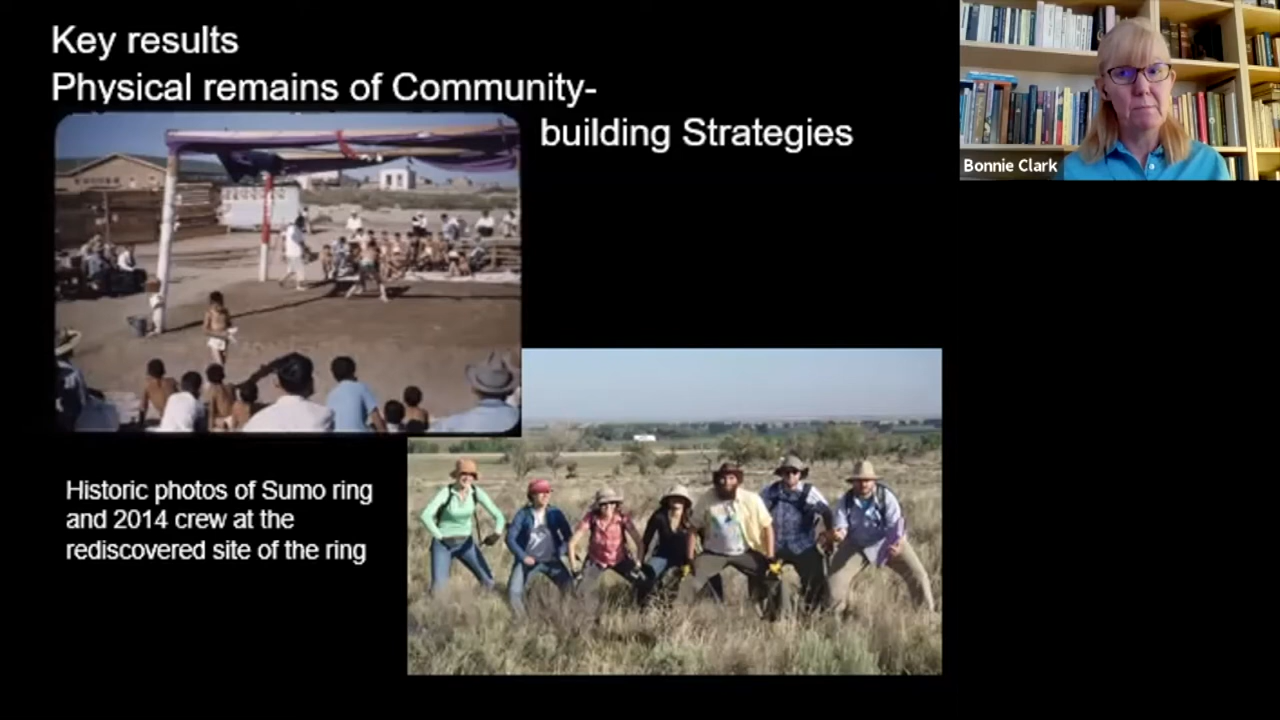 Key results
Physical remains of Community-
building Strategies
Bonnie Clark
Historic photos of Sumo ring
and 2014 crew at the
rediscovered site of the ring